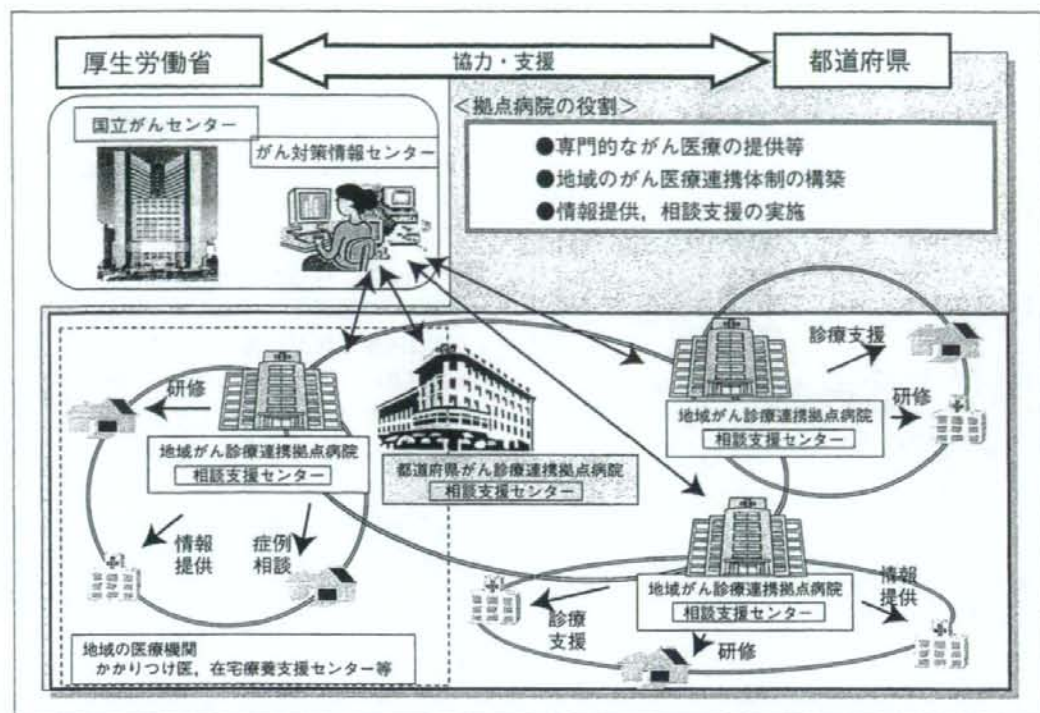 厚生労働省
協力・支援
都道府県
国立がんセンター
がん対策情報センター
<拠点病院の役割>
●専門的ながん医療の提供等
●地域のがん医療連携体制の構築
●情報提供，相談支援の実施
研修
地域がん診療連携拠点病院
相談支援センター
情報
提供
症例
相談
都道府県がん診療連携拠点病院
相談支援センター
診療支援
研修
地域がん診療連携拠点病院
相談支援センター
地域がん診療連携拠点病院
相談支援センター
診療
支援
研修
情報
提供
地域の医療機関
かかりつけ医，在宅療養支援センター等